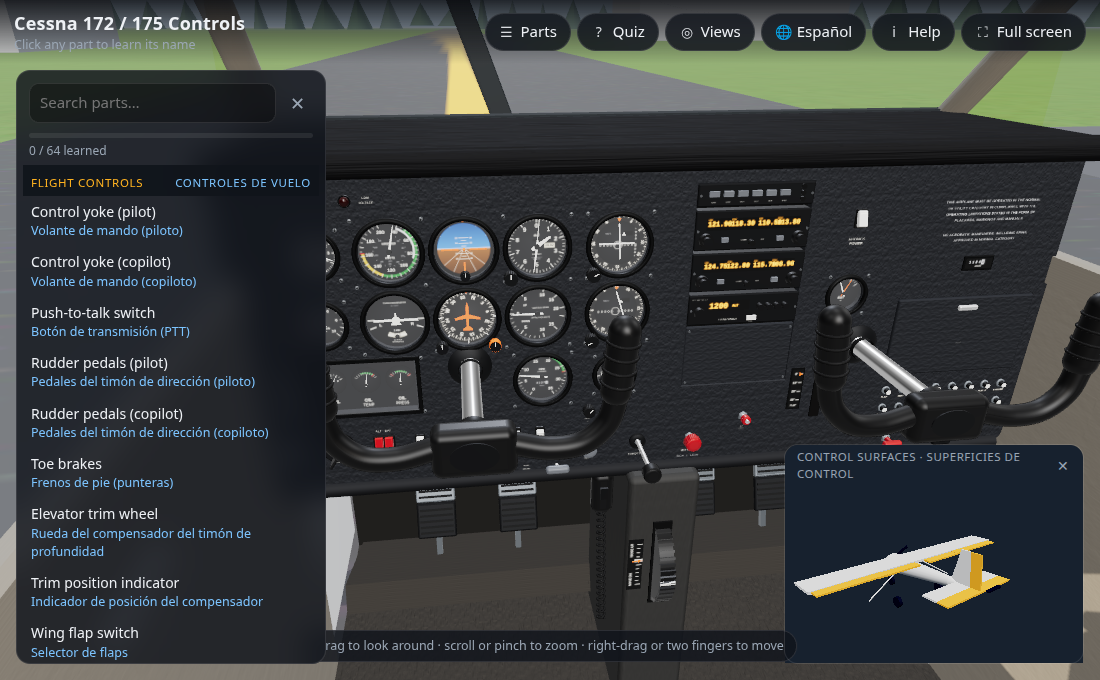 Cessna 172 / 175 Controls
Click any part to learn its name
☰ Parts
? Quiz
◎ Views
🌐 Español
i Help
⛶ Full screen
Search parts...
✕
0 / 64 learned
FLIGHT CONTROLS
CONTROLES DE VUELO
Control yoke (pilot)
Volante de mando (piloto)
Control yoke (copilot)
Volante de mando (copiloto)
Push-to-talk switch
Botón de transmisión (PTT)
Rudder pedals (pilot)
Pedales del timón de dirección (piloto)
Rudder pedals (copilot)
Pedales del timón de dirección (copiloto)
Toe brakes
Frenos de pie (punteras)
Elevator trim wheel
Rueda del compensador del timón de
profundidad
Trim position indicator
Indicador de posición del compensador
Wing flap switch
Selector de flaps
1200
CONTROL SURFACES · SUPERFICIES DE
CONTROL
✕
rag to look around · scroll or pinch to zoom · right-drag or two fingers to move